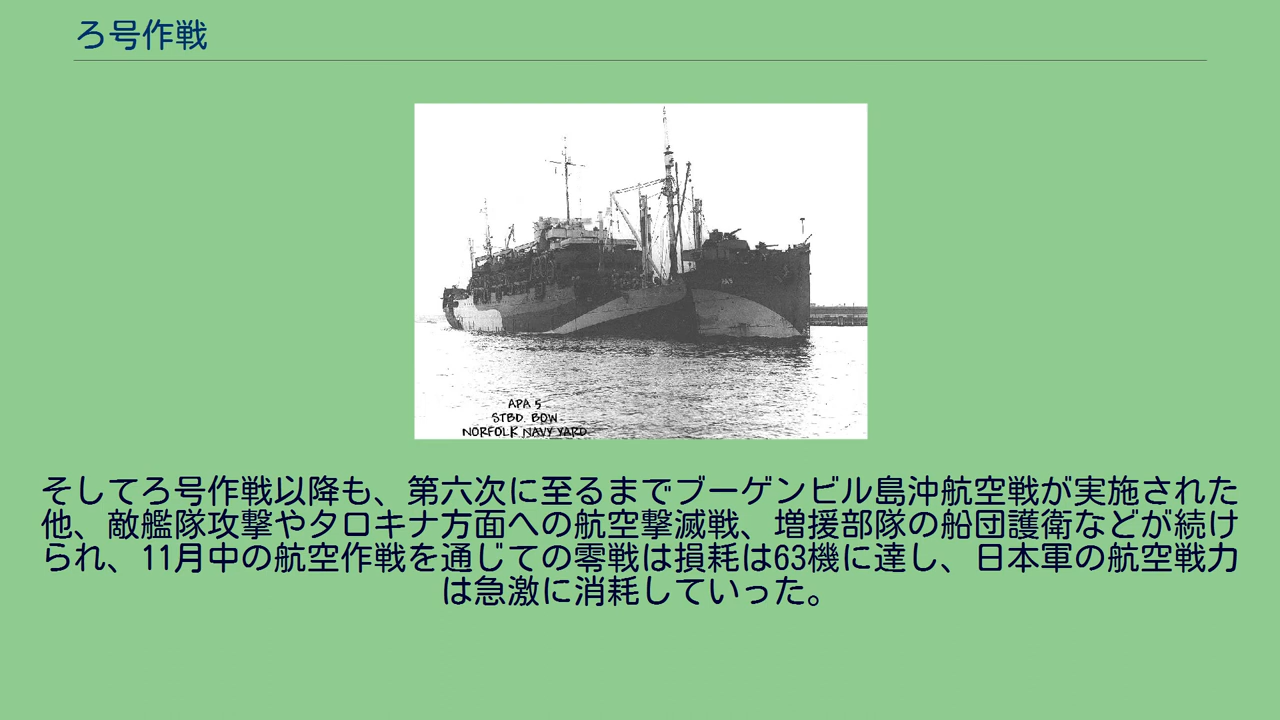 ろ号作戦
APA 5
STBD. BOW
NORFOLK NAVY YARD
そしてろ号作戦以降も、第六次に至るまでブーゲンビル島沖航空戦が実施された
他、敵艦隊攻撃やタロキナ方面への航空撃滅戦、増援部隊の船団護衛などが続け
られ、11月中の航空作戦を通じての零戦は損耗は63機に達し、日本軍の航空戦力
は急激に消耗していった。